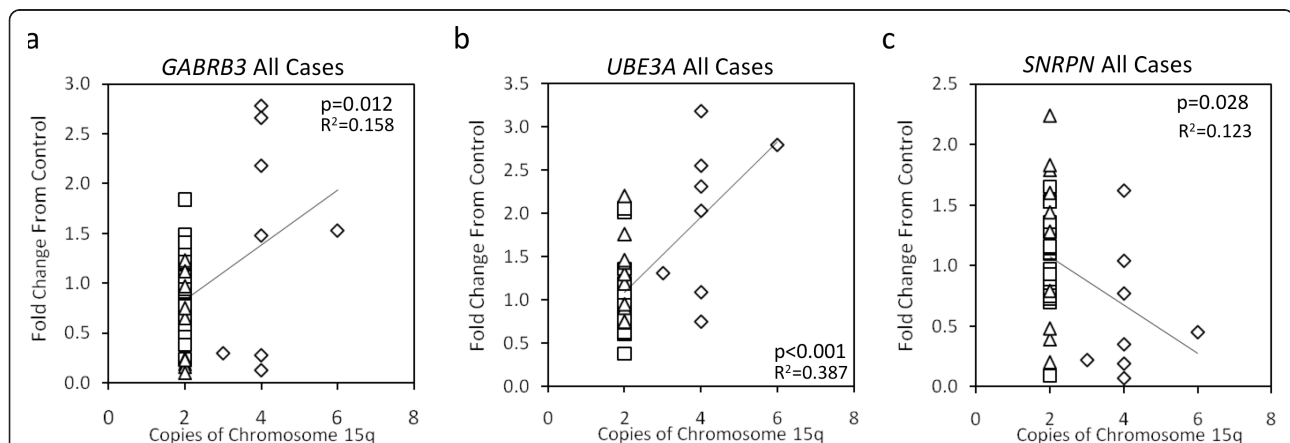 a
GABRB3 All Cases
p=0.012
R²=0.158
Fold Change From Control
3.0
2.5
2.0
1.5
1.0
0.5
0.0
0 2 4 6 8
Copies of Chromosome 15q
b
UBE3A All Cases
p<0.001
R²=0.387
Fold Change From Control
3.5
3.0
2.5
2.0
1.5
1.0
0.5
0.0
0 2 4 6 8
Copies of Chromosome 15q
c
SNRPN All Cases
p=0.028
R²=0.123
Fold Change From Control
2.5
2.0
1.5
1.0
0.5
0.0
0 2 4 6 8
Copies of Chromosome 15q